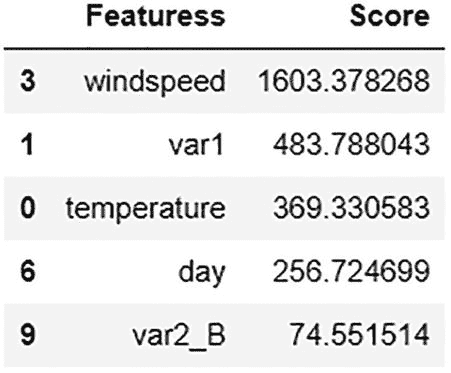 Featuress Score
3 windspeed 1603.378268
1 var1 483.788043
0 temperature 369.330583
6 day 256.724699
9 var2_B 74.551514